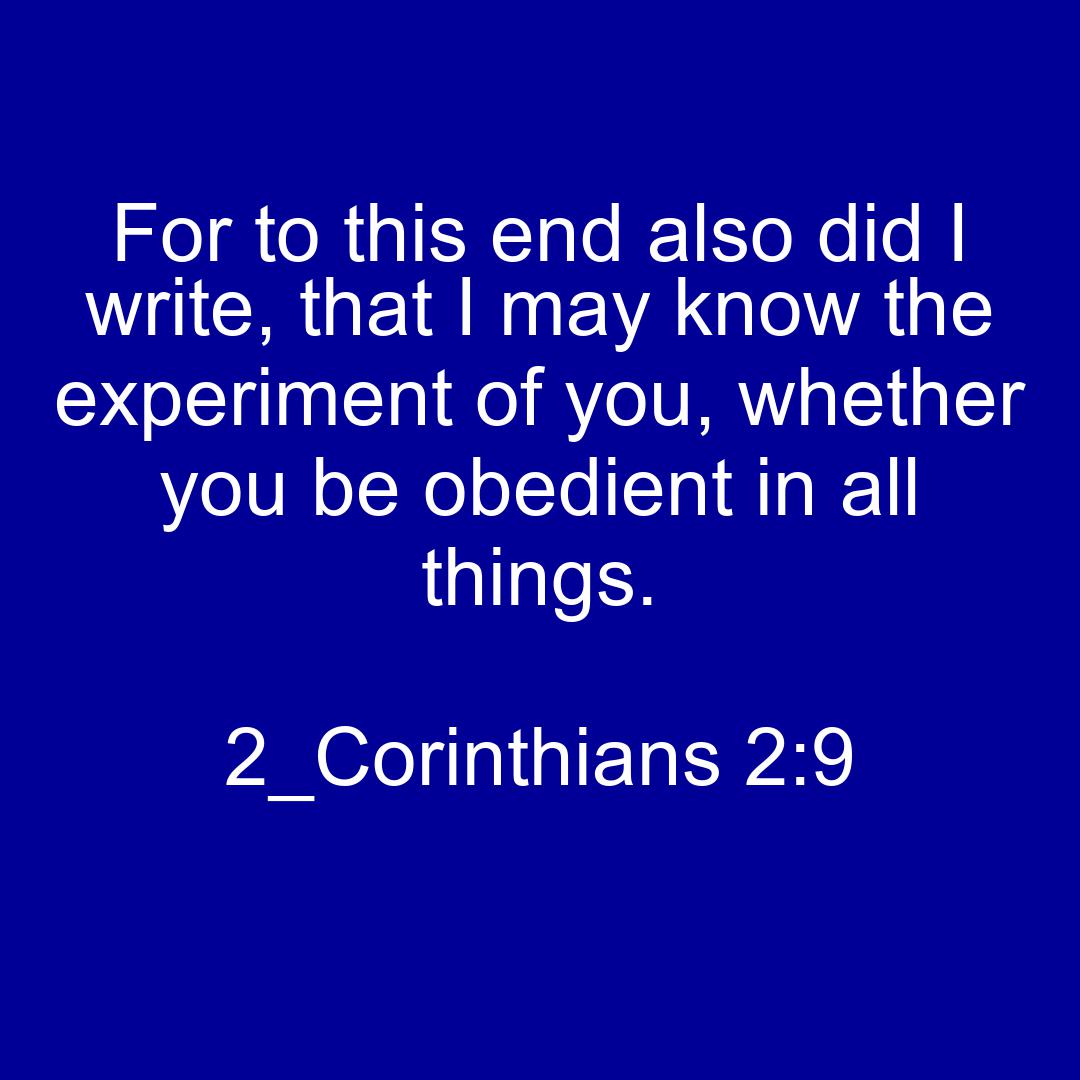 For to this end also did I
write, that I may know the
experiment of you, whether
you be obedient in all
things.
2_Corinthians 2:9